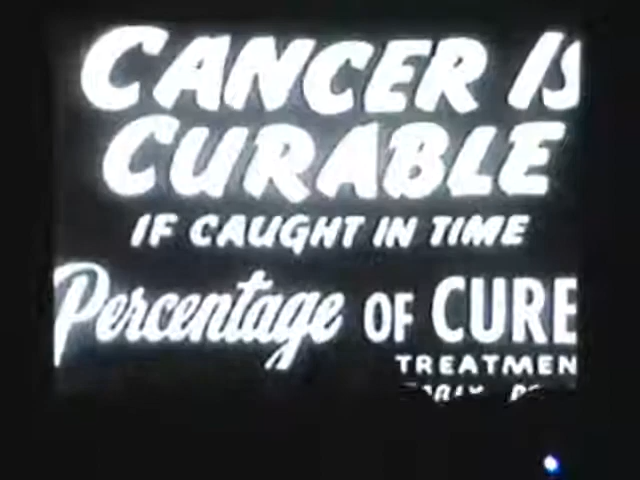 CANCER IS
CURABLE
IF CAUGHT IN TIME
Percentage OF CURE
TREATMEN